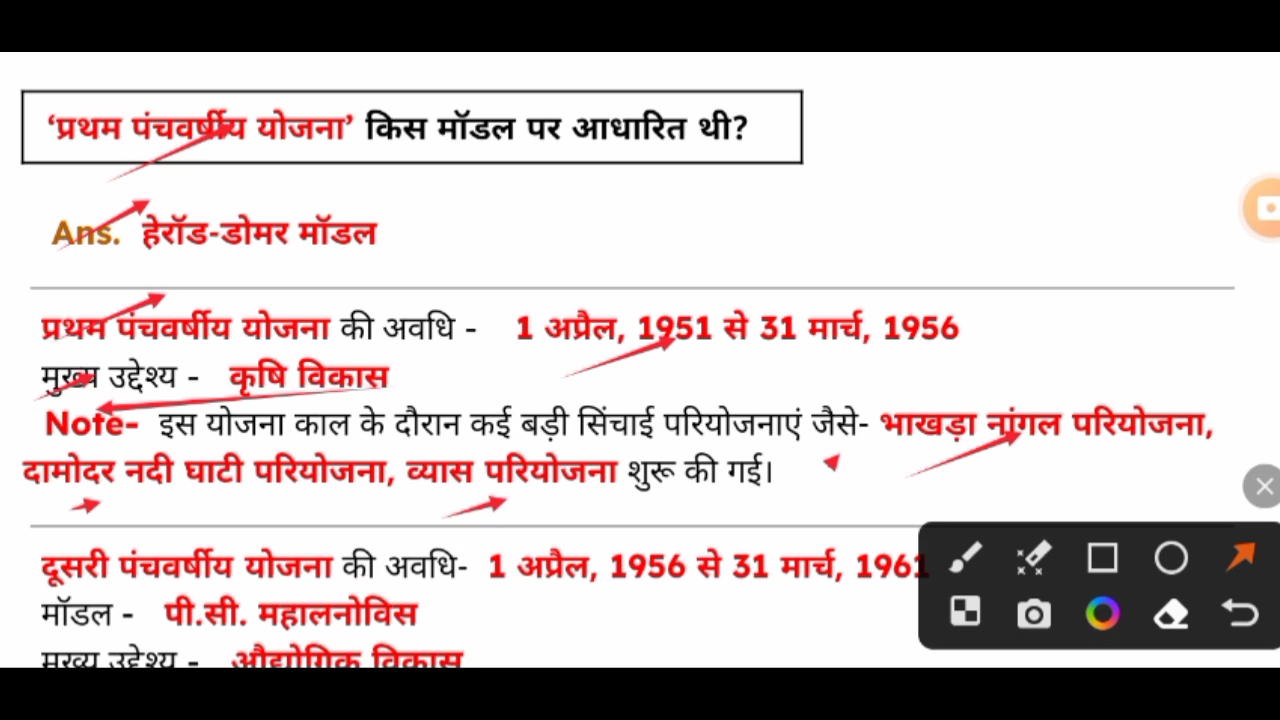 ‘प्रथम पंचवर्षीय योजना’ किस मॉडल पर आधारित थी?
Ans. हेरॉड-डोमर मॉडल
प्रथम पंचवर्षीय योजना की अवधि - 1 अप्रैल, 1951 से 31 मार्च, 1956
मुख्य उद्देश्य - कृषि विकास
Note- इस योजना काल के दौरान कई बड़ी सिंचाई परियोजनाएं जैसे- भाखड़ा नांगल परियोजना,
दामोदर नदी घाटी परियोजना, व्यास परियोजना शुरू की गई।
दूसरी पंचवर्षीय योजना की अवधि- 1 अप्रैल, 1956 से 31 मार्च, 1961
मॉडल - पी.सी. महालनोविस
मुख्य उद्देश्य - औद्योगिक विकास